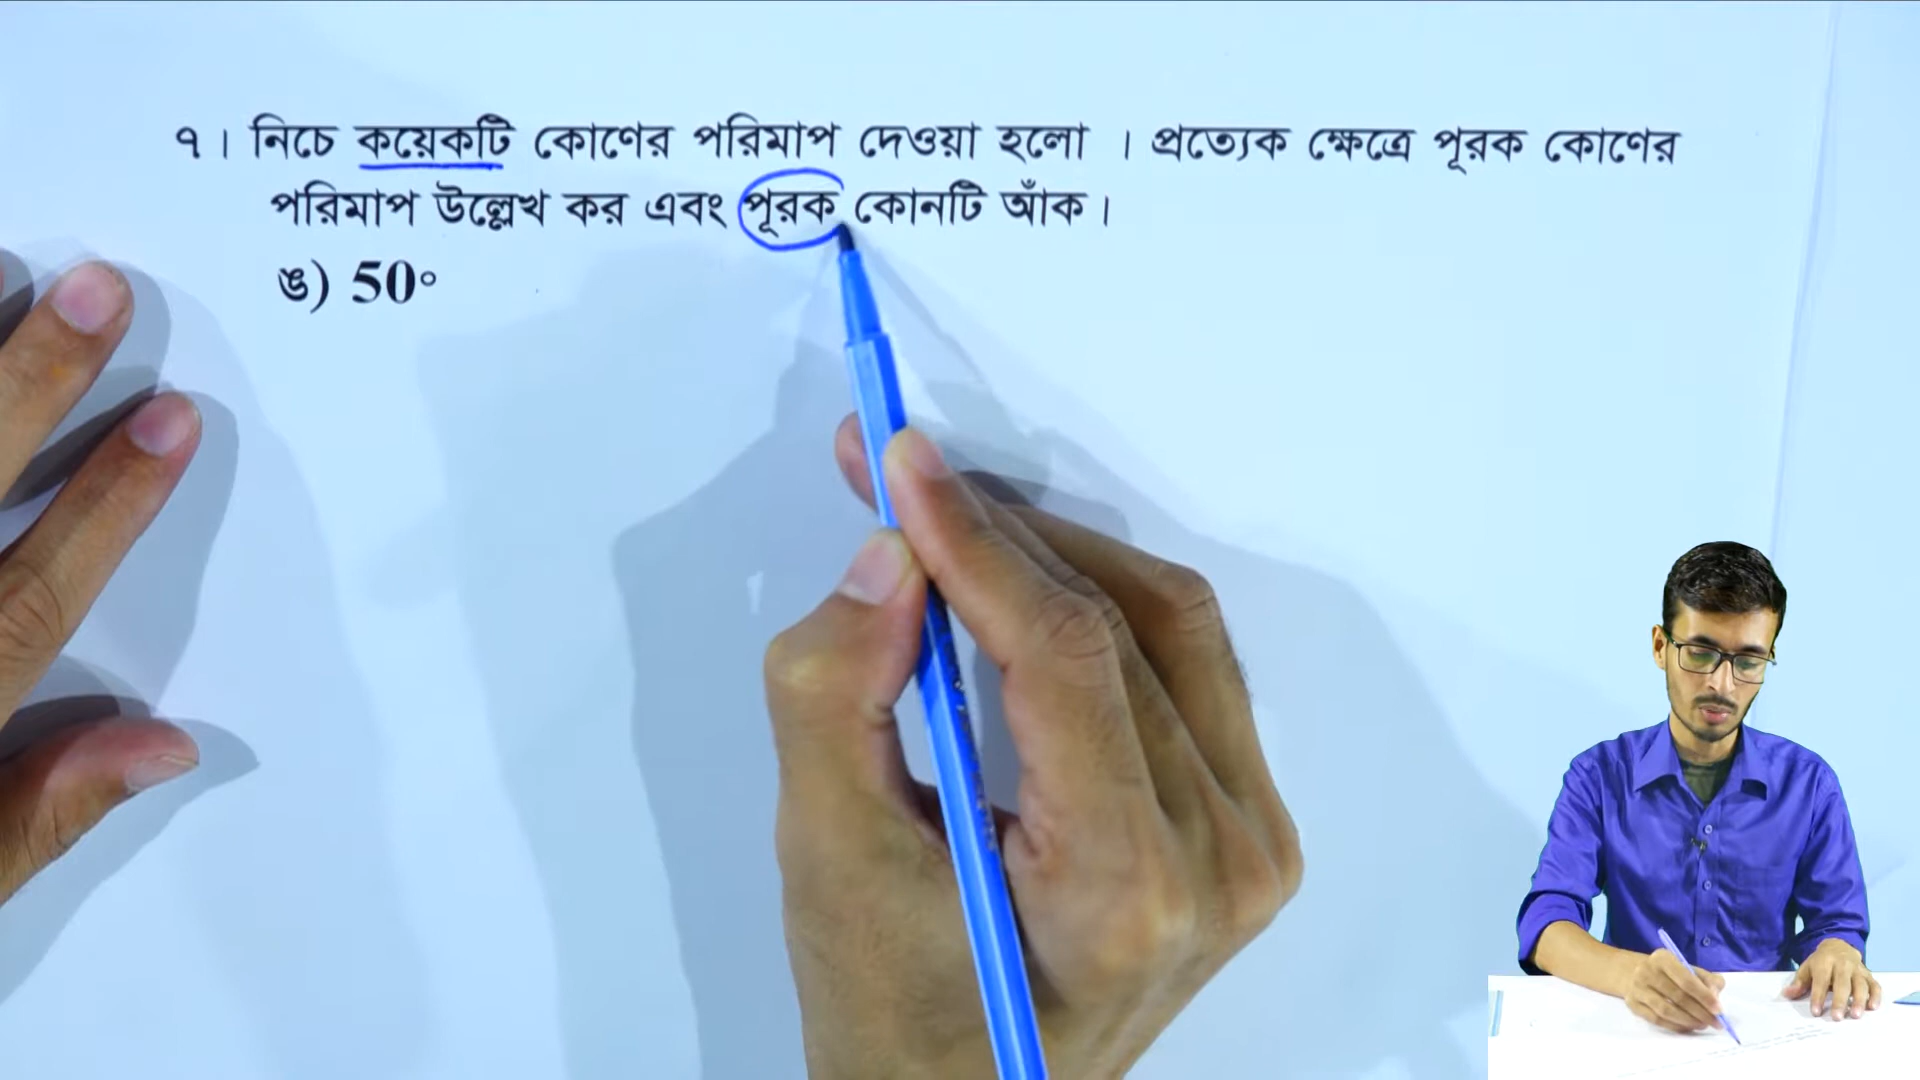 ৭। নিচে কয়েকটি কোণের পরিমাপ দেওয়া হলো । প্রত্যেক ক্ষেত্রে পূরক কোণের
পরিমাপ উল্লেখ কর এবং পূরক কোনটি আঁক।
ঙ) 50°